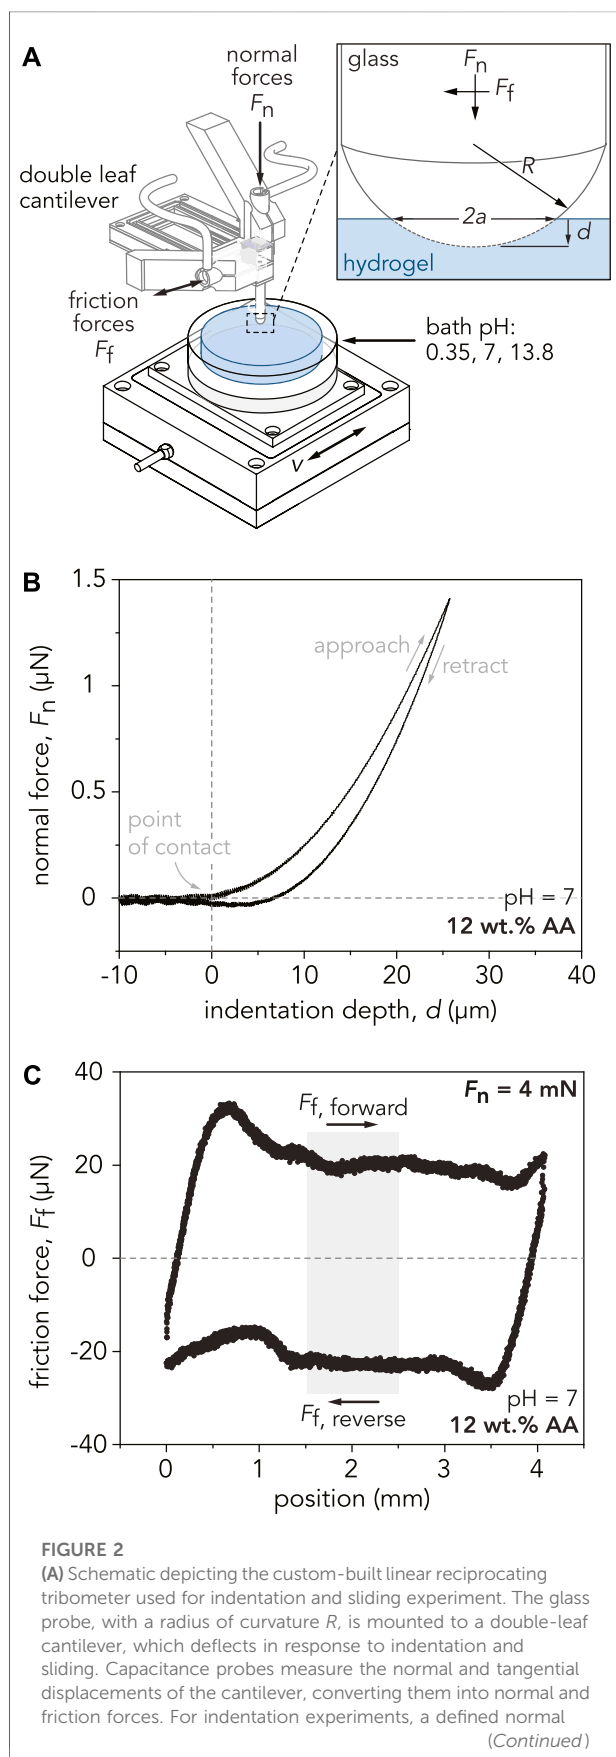 A
normal
forces
Fn
double leaf
cantilever
friction
forces
Ff
glass
Fn
Ff
R
2a
d
hydrogel
bath pH:
0.35, 7, 13.8
v
B
1.5
1
0.5
0
normal force, Fn (µN)
approach
retract
point
of contact
pH = 7
12 wt.% AA
-10
0
10
20
30
40
indentation depth, d (µm)
C
40
20
0
-20
-40
friction force, Ff (µN)
Fn = 4 mN
Ff, forward
Ff, reverse
pH = 7
12 wt.% AA
0
1
2
3
4
position (mm)
FIGURE 2
(A) Schematic depicting the custom-built linear reciprocating
tribometer used for indentation and sliding experiment. The glass
probe, with a radius of curvature R, is mounted to a double-leaf
cantilever, which deflects in response to indentation and
sliding. Capacitance probes measure the normal and tangential
displacements of the cantilever, converting them into normal and
friction forces. For indentation experiments, a defined normal
(Continued)